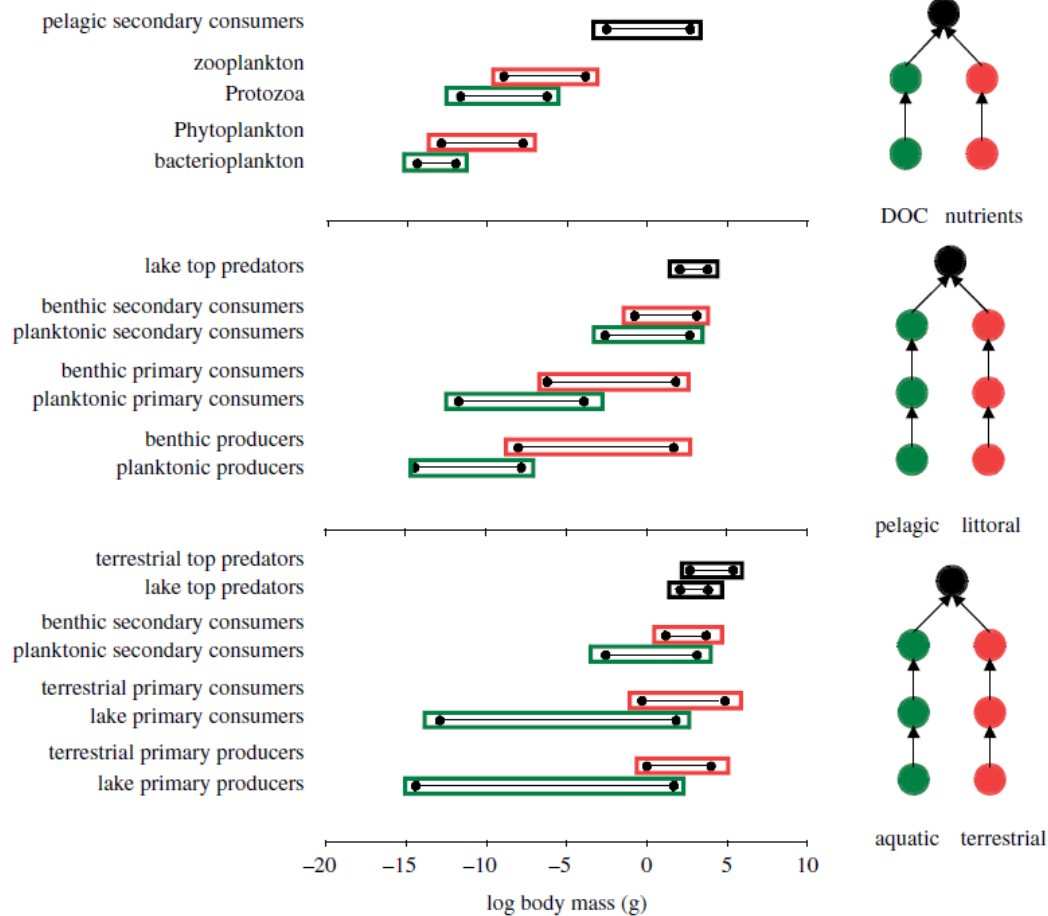 pelagic secondary consumers
zooplankton
Protozoa
Phytoplankton
bacterioplankton
DOC nutrients
lake top predators
benthic secondary consumers
planktonic secondary consumers
benthic primary consumers
planktonic primary consumers
benthic producers
planktonic producers
pelagic littoral
terrestrial top predators
lake top predators
benthic secondary consumers
planktonic secondary consumers
terrestrial primary consumers
lake primary consumers
terrestrial primary producers
lake primary producers
aquatic terrestrial
–20 –15 –10 –5 0 5 10
log body mass (g)